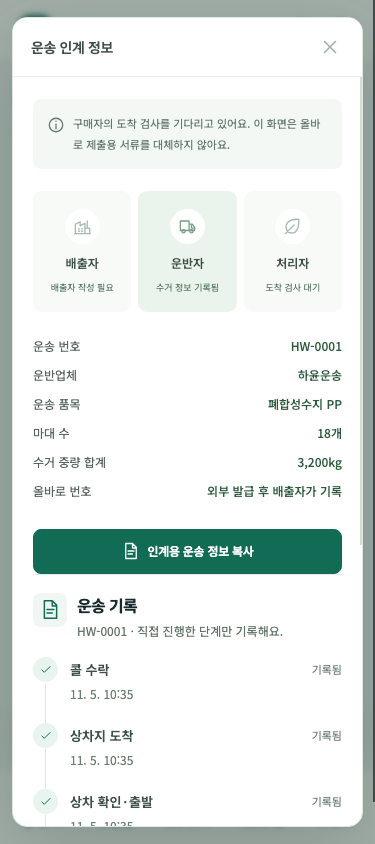 운송 인계 정보
구매자의 도착 검사를 기다리고 있어요. 이 화면은 올바
로 제출용 서류를 대체하지 않아요.
배출자
배출자 작성 필요
운반자
수거 정보 기록됨
처리자
도착 검사 대기
운송 번호 HW-0001
운반업체 하윤운송
운송 품목 폐합성수지 PP
마대 수 18개
수거 중량 합계 3,200kg
올바로 번호 외부 발급 후 배출자가 기록
인계용 운송 정보 복사
운송 기록
HW-0001 · 직접 진행한 단계만 기록해요.
콜 수락 기록됨
11. 5. 10:35
상차지 도착 기록됨
11. 5. 10:35
상차 확인·출발 기록됨
11. 5. 10:35